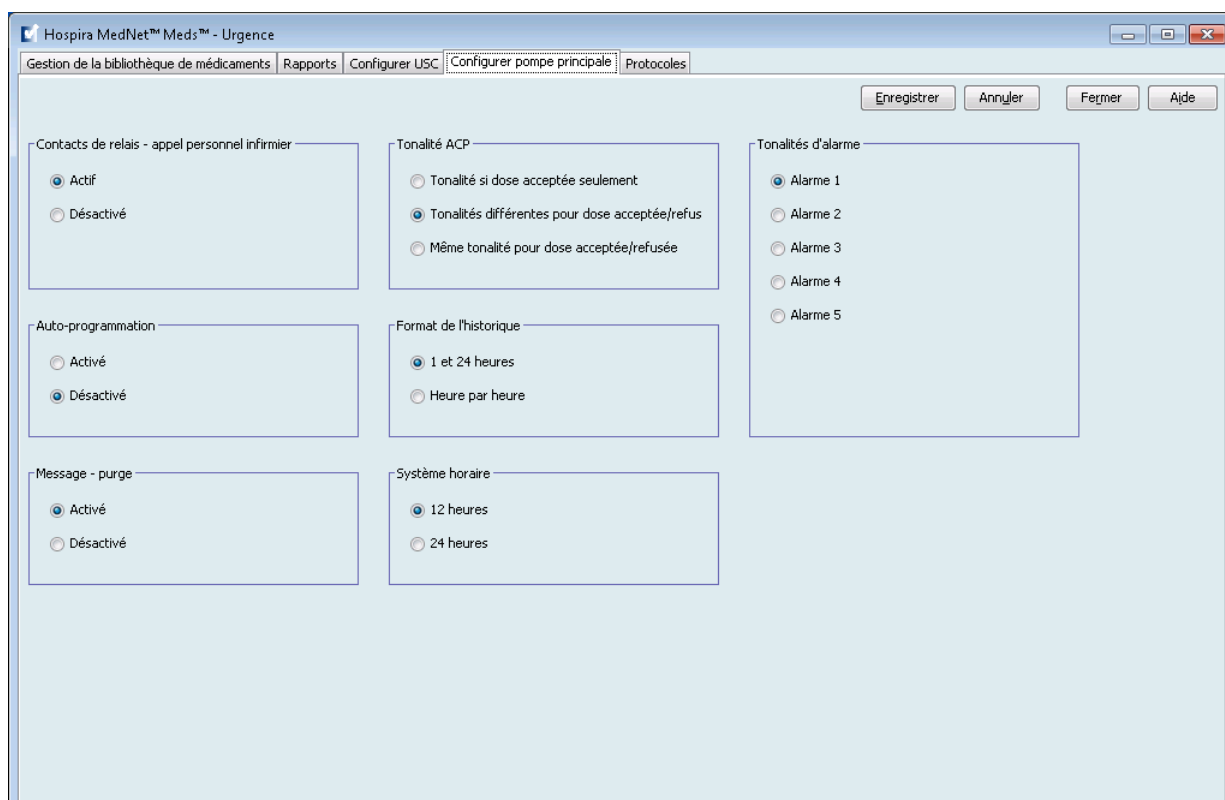 Hospira MedNet™ Meds™ - Urgence
Gestion de la bibliothèque de médicaments Rapports Configurer USC Configurer pompe principale Protocoles
Enregistrer Annuler Fermer Aide
Contacts de relais - appel personnel infirmier
Actif
Désactivé
Tonalité ACP
Tonalité si dose acceptée seulement
Tonalités différentes pour dose acceptée/refus
Même tonalité pour dose acceptée/refusée
Tonalités d'alarme
Alarme 1
Alarme 2
Alarme 3
Alarme 4
Alarme 5
Auto-programmation
Activé
Désactivé
Format de l'historique
1 et 24 heures
Heure par heure
Message - purge
Activé
Désactivé
Système horaire
12 heures
24 heures